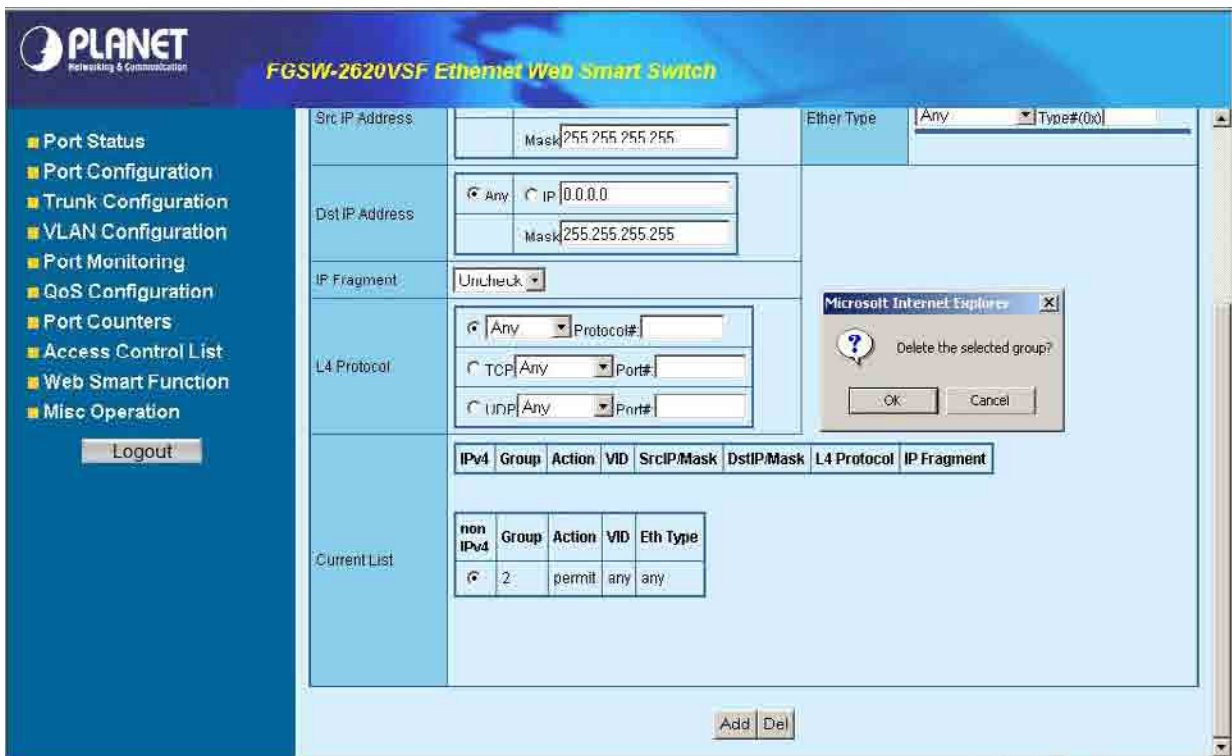 PLANET
Networking & Communication
FGSW-2620VSF Ethernet Web Smart Switch
Port Status
Port Configuration
Trunk Configuration
VLAN Configuration
Port Monitoring
QoS Configuration
Port Counters
Access Control List
Web Smart Function
Misc Operation
Logout
Src IP Address
Mask 255.255.255.255
Ether Type
Any Type#(0x)
Dst IP Address
Any IP 0.0.0.0
Mask 255.255.255.255
IP Fragment
Uncheck
L4 Protocol
Any Protocol#:
TCP Any Port#:
UDP Any Port#:
Microsoft Internet Explorer
Delete the selected group?
OK Cancel
Current List
IPv4 Group Action VID SrcIP/Mask DstIP/Mask L4 Protocol IP Fragment
non IPv4 Group Action VID Eth Type
2 permit any any
Add Del